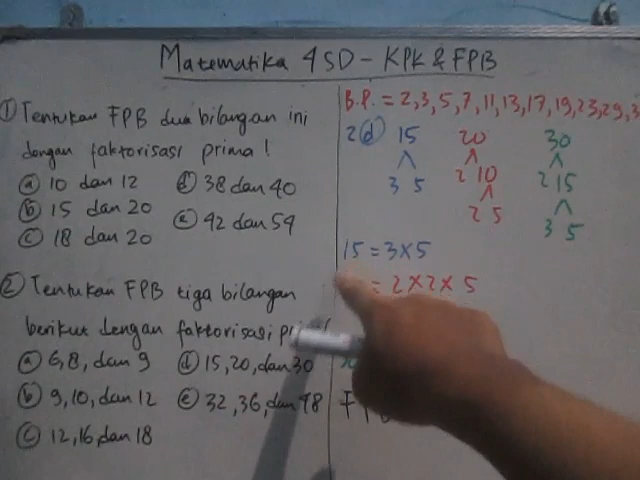 Matematika 4 SD - KPK & FPB
① Tentukan FPB dua bilangan ini
dengan faktorisasi prima!
ⓐ 10 dan 12
ⓓ 38 dan 40
ⓑ 15 dan 20
ⓔ 42 dan 54
ⓒ 18 dan 20
② Tentukan FPB tiga bilangan
berikut dengan faktorisasi
ⓐ 6, 8, dan 9
ⓓ 15, 20, dan 30
ⓑ 9, 10, dan 12
ⓔ 32, 36, dan 48
ⓒ 12, 16, dan 18
B.P. = 2, 3, 5, 7, 11, 13, 17, 19, 23, 29,
2ⓓ 15 20 30
3 5 2 10 2 15
2 5 3 5
15 = 3 × 5
= 2 × 2 × 5